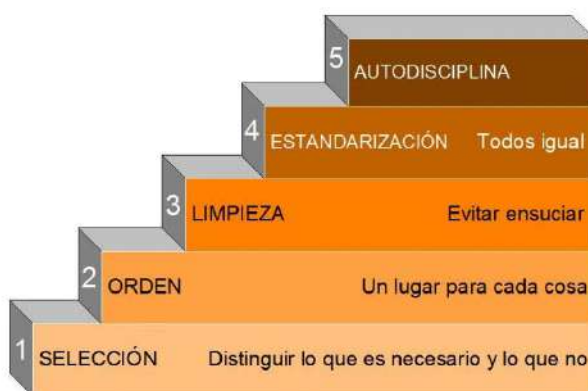 5 AUTODISCIPLINA
4 ESTANDARIZACIÓN Todos igual
3 LIMPIEZA Evitar ensuciar
2 ORDEN Un lugar para cada cosa
1 SELECCIÓN Distinguir lo que es necesario y lo que no